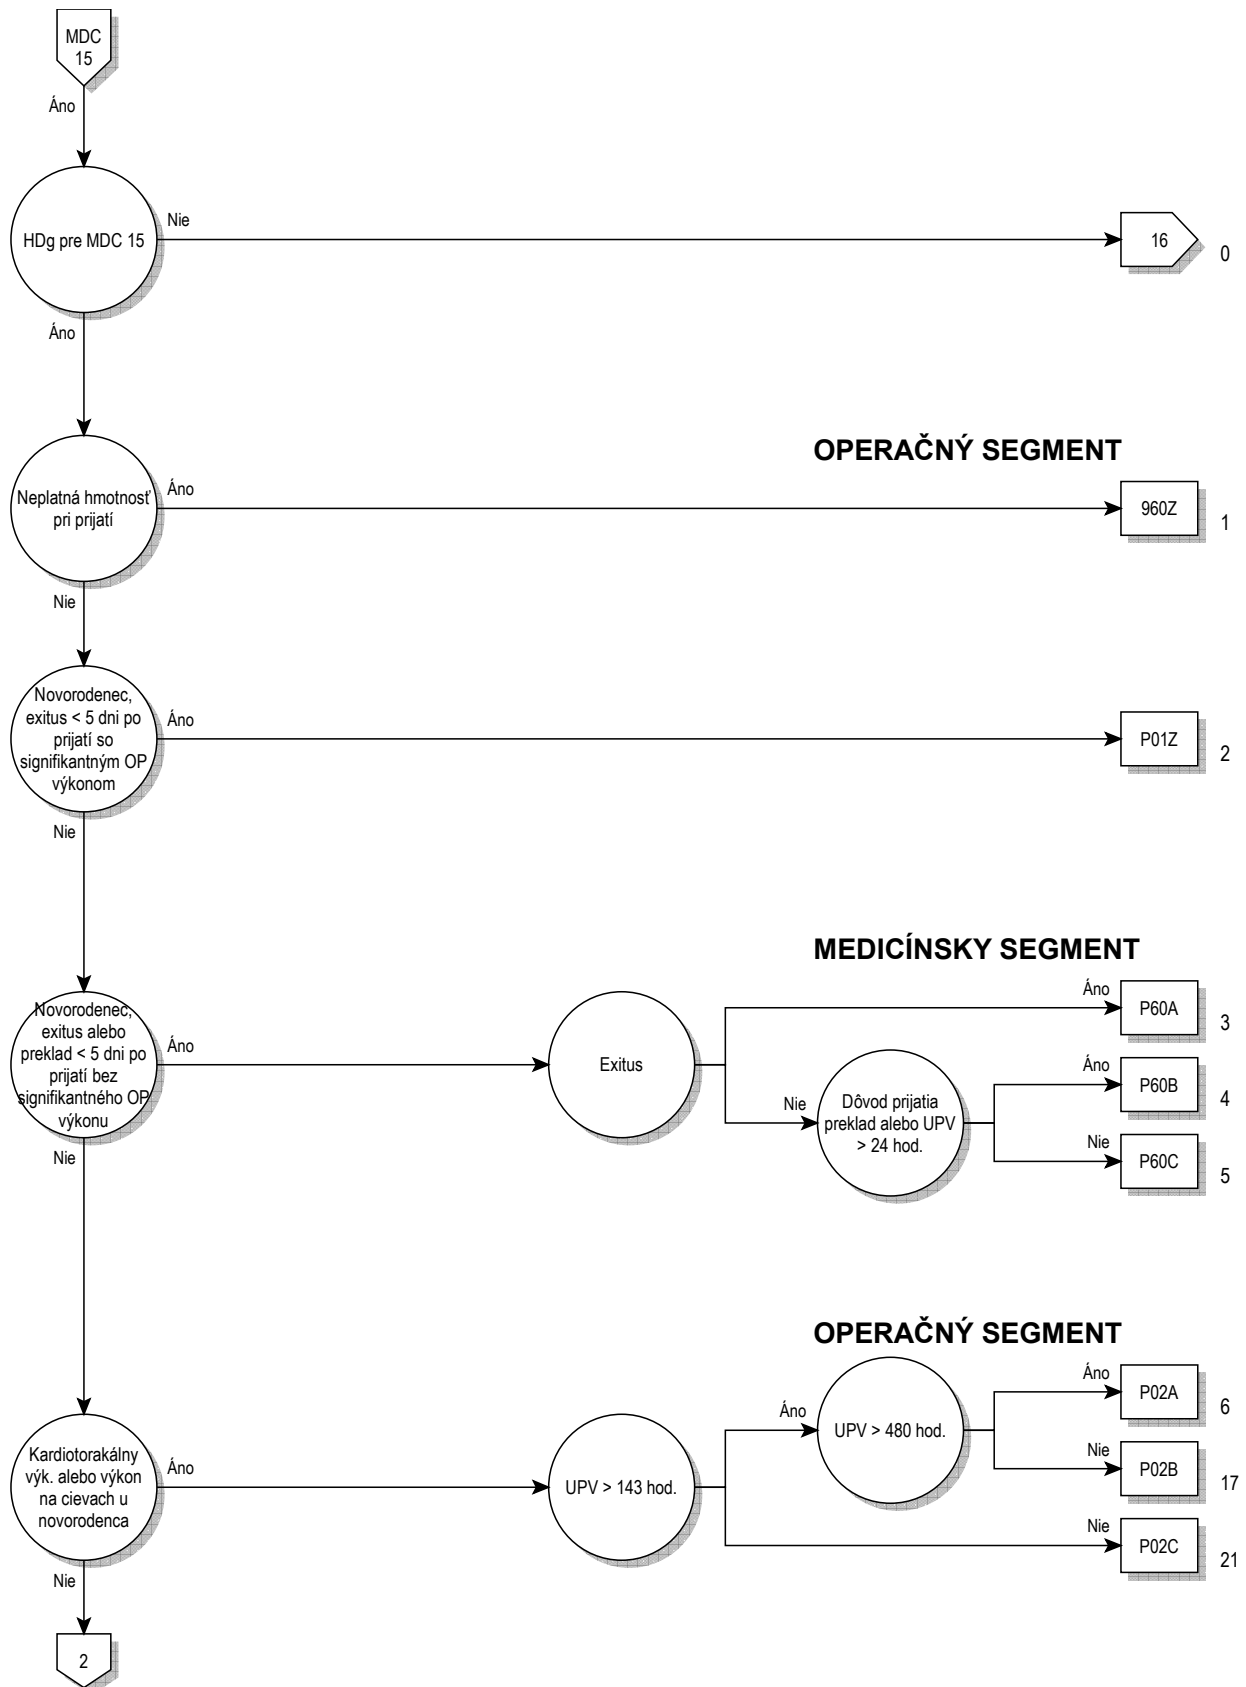 MDC
15
Áno
HDg pre MDC 15
Nie
16
0
Áno
OPERAČNÝ SEGMENT
Neplatná hmotnosť
pri prijatí
Áno
960Z
1
Nie
Novorodenec,
exitus < 5 dni po
prijatí so
signifikantným OP
výkonom
Áno
P01Z
2
Nie
MEDICÍNSKY SEGMENT
Novorodenec,
exitus alebo
preklad < 5 dni po
prijatí bez
signifikantného OP
výkonu
Áno
Exitus
Áno
P60A
3
Nie
Dôvod prijatia
preklad alebo UPV
> 24 hod.
Áno
P60B
4
Nie
P60C
5
Nie
OPERAČNÝ SEGMENT
Kardiotorakálny
výk. alebo výkon
na cievach u
novorodenca
Áno
UPV > 143 hod.
Áno
UPV > 480 hod.
Áno
P02A
6
Nie
P02B
17
Nie
P02C
21
Nie
2